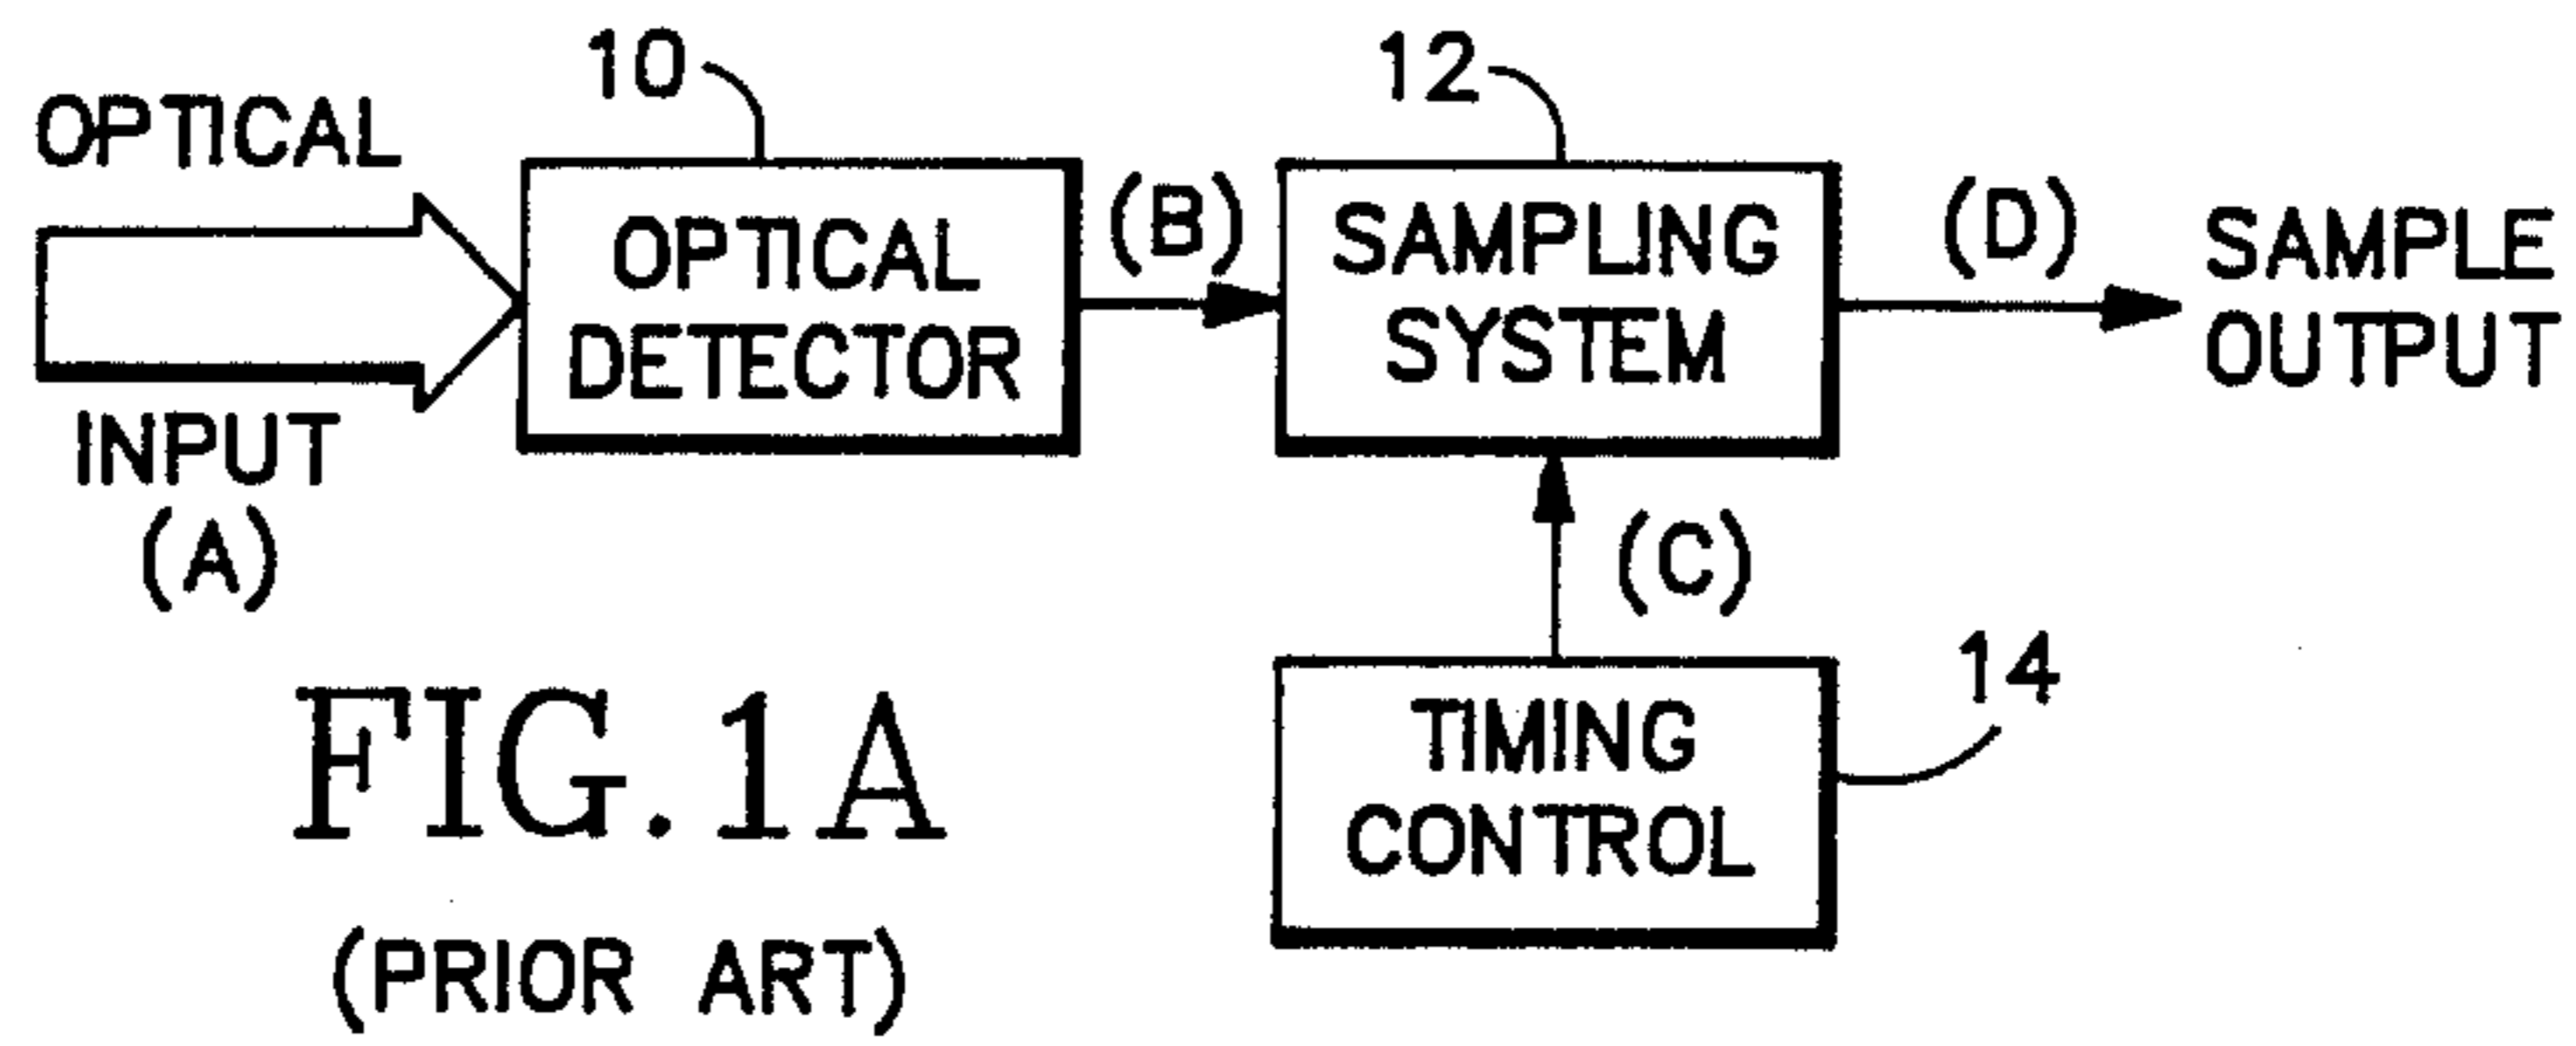 OPTICAL
INPUT
(A)
10
OPTICAL
DETECTOR
(B)
12
SAMPLING
SYSTEM
(D)
SAMPLE
OUTPUT
(C)
14
TIMING
CONTROL
FIG.1A
(PRIOR ART)